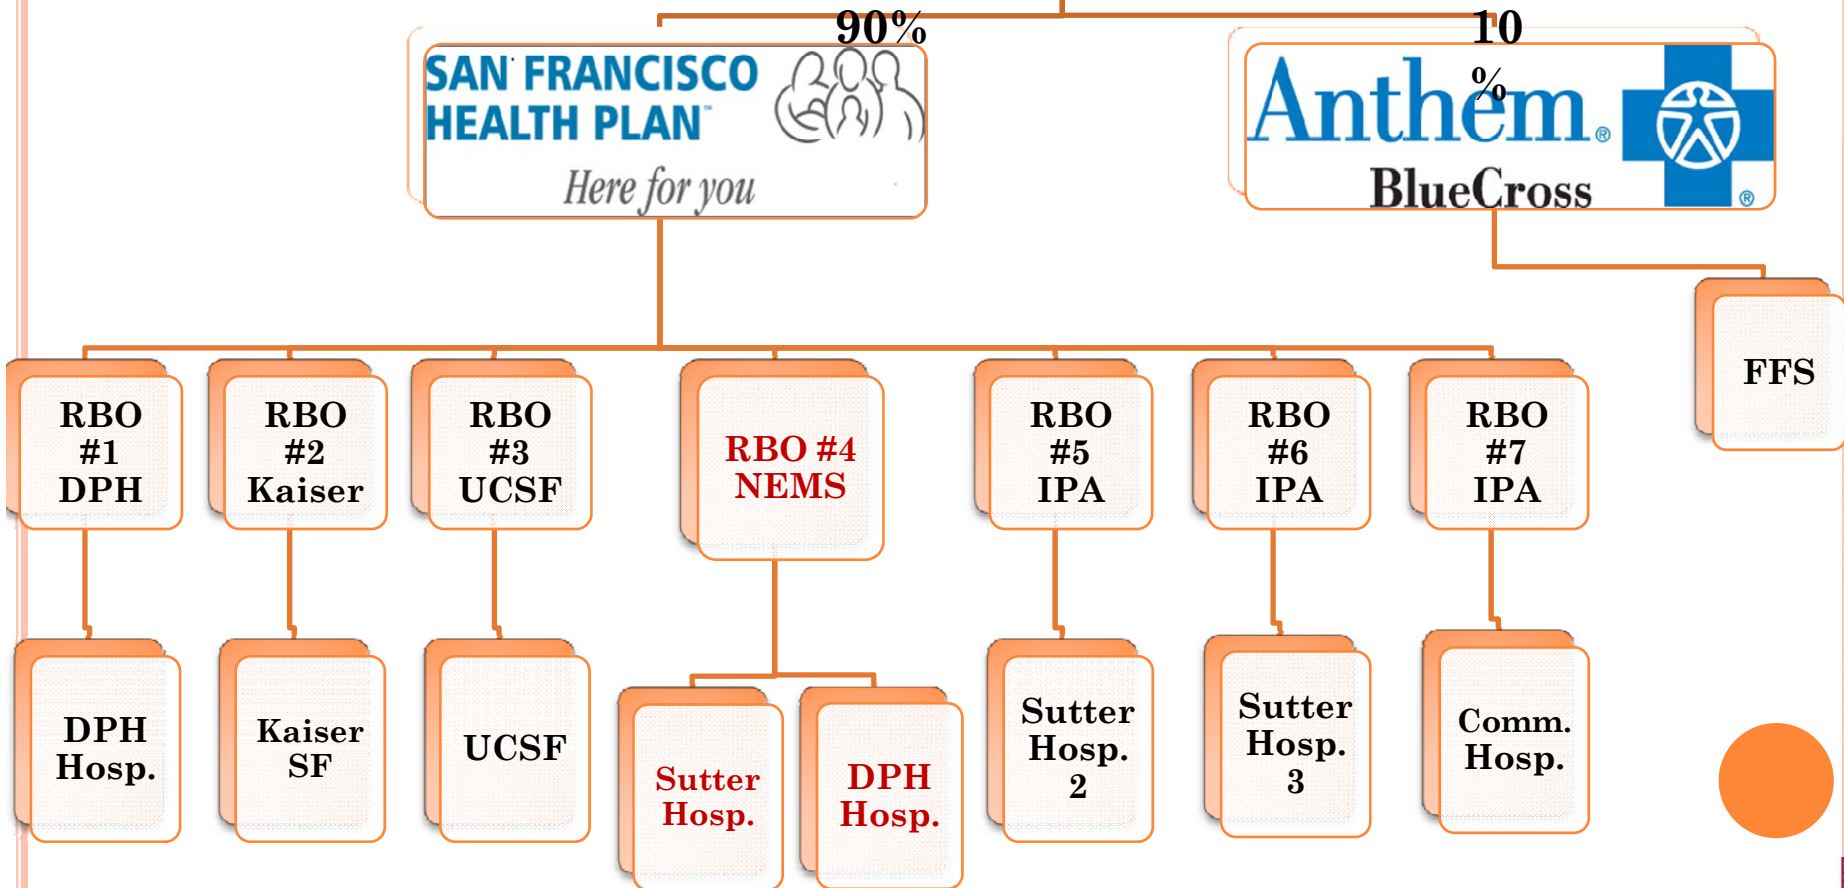 90%
10
%
SAN FRANCISCO
HEALTH PLAN™
Here for you
Anthem®
BlueCross ®
RBO
#1
DPH
RBO
#2
Kaiser
RBO
#3
UCSF
RBO #4
NEMS
RBO
#5
IPA
RBO
#6
IPA
RBO
#7
IPA
FFS
DPH
Hosp.
Kaiser
SF
UCSF
Sutter
Hosp.
DPH
Hosp.
Sutter
Hosp.
2
Sutter
Hosp.
3
Comm.
Hosp.